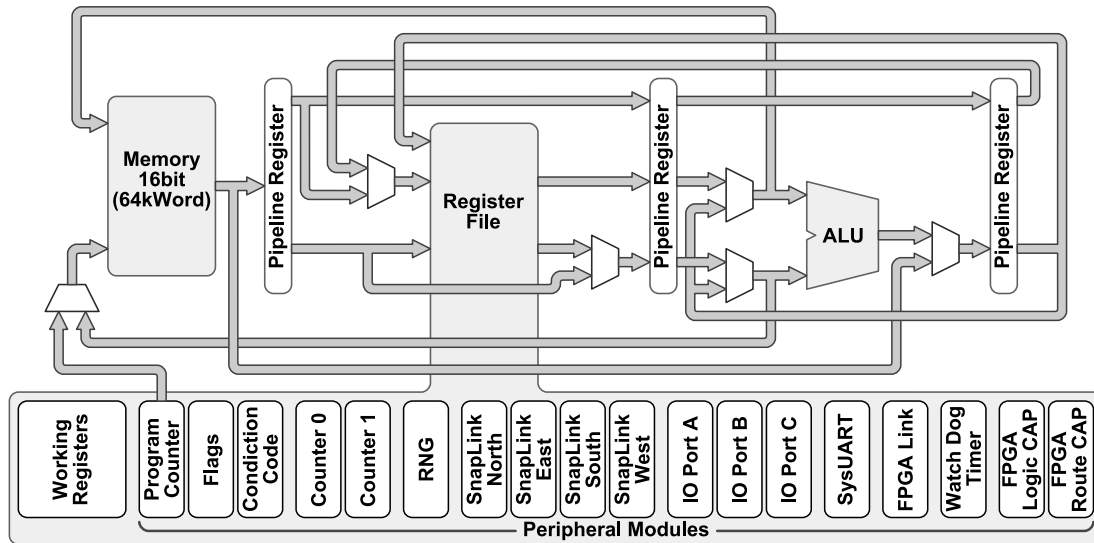 Memory
16bit
(64kWord)
Pipeline Register
Register
File
Pipeline Register
ALU
Pipeline Register
Working
Registers
Program
Counter
Flags
Condiction
Code
Counter 0
Counter 1
RNG
SnapLink
North
SnapLink
East
SnapLink
South
SnapLink
West
IO Port A
IO Port B
IO Port C
SysUART
FPGA Link
Watch Dog
Timer
FPGA
Logic CAP
FPGA
Route CAP
Peripheral Modules